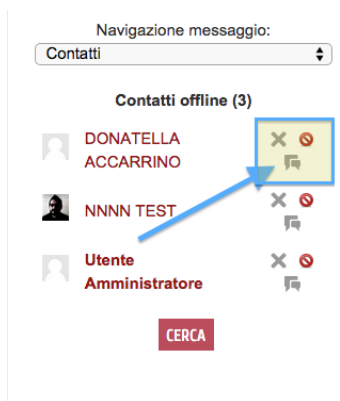 Navigazione messaggio:
Contatti
Contatti offline (3)
DONATELLA
ACCARRINO
NNNN TEST
Utente
Amministratore
CERCA